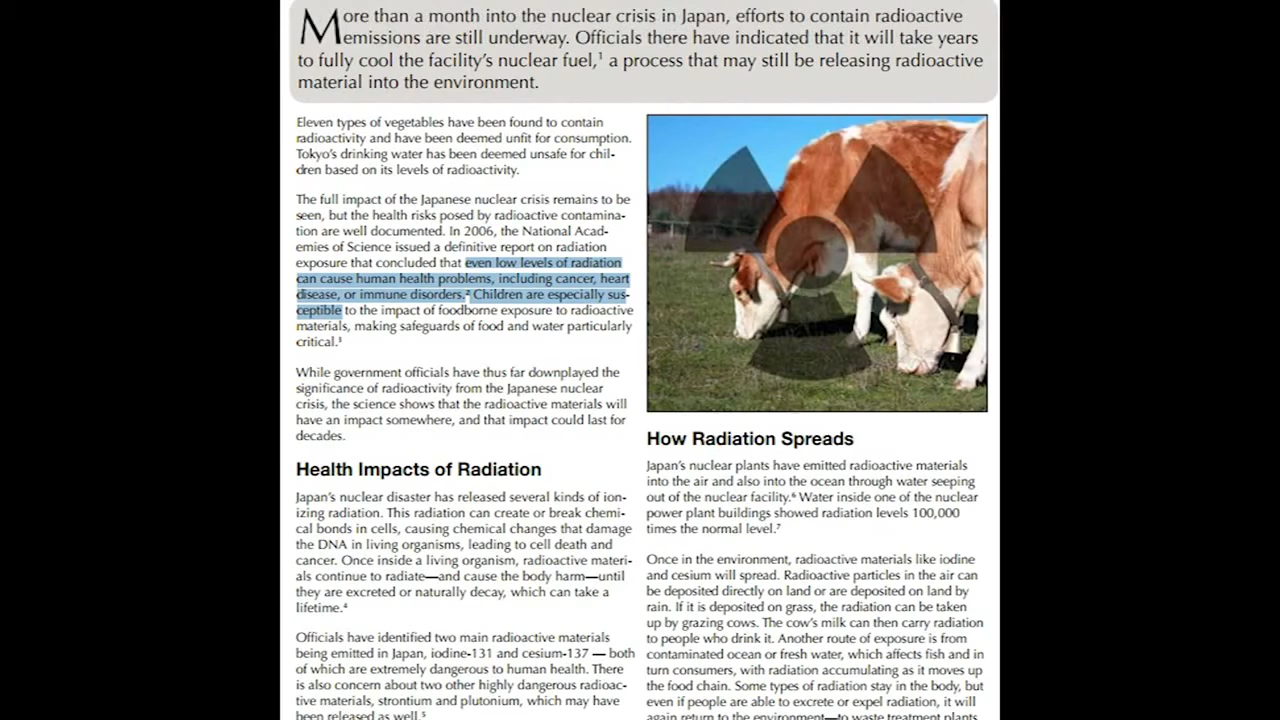 More than a month into the nuclear crisis in Japan, efforts to contain radioactive
emissions are still underway. Officials there have indicated that it will take years
to fully cool the facility's nuclear fuel,¹ a process that may still be releasing radioactive
material into the environment.
Eleven types of vegetables have been found to contain
radioactivity and have been deemed unfit for consumption.
Tokyo's drinking water has been deemed unsafe for chil-
dren based on its levels of radioactivity.
The full impact of the Japanese nuclear crisis remains to be
seen, but the health risks posed by radioactive contamina-
tion are well documented. In 2006, the National Acad-
emies of Science issued a definitive report on radiation
exposure that concluded that even low levels of radiation
can cause human health problems, including cancer, heart
disease, or immune disorders.² Children are especially sus-
ceptible to the impact of foodborne exposure to radioactive
materials, making safeguards of food and water particularly
critical.³
While government officials have thus far downplayed the
significance of radioactivity from the Japanese nuclear
crisis, the science shows that the radioactive materials will
have an impact somewhere, and that impact could last for
decades.
Health Impacts of Radiation
Japan's nuclear disaster has released several kinds of ion-
izing radiation. This radiation can create or break chemi-
cal bonds in cells, causing chemical changes that damage
the DNA in living organisms, leading to cell death and
cancer. Once inside a living organism, radioactive materi-
als continue to radiate—and cause the body harm—until
they are excreted or naturally decay, which can take a
lifetime.⁴
Officials have identified two main radioactive materials
being emitted in Japan, iodine-131 and cesium-137 — both
of which are extremely dangerous to human health. There
is also concern about two other highly dangerous radioac-
tive materials, strontium and plutonium, which may have
been released as well.⁵
How Radiation Spreads
Japan's nuclear plants have emitted radioactive materials
into the air and also into the ocean through water seeping
out of the nuclear facility.⁶ Water inside one of the nuclear
power plant buildings showed radiation levels 100,000
times the normal level.⁷
Once in the environment, radioactive materials like iodine
and cesium will spread. Radioactive particles in the air can
be deposited directly on land or are deposited on land by
rain. If it is deposited on grass, the radiation can be taken
up by grazing cows. The cow's milk can then carry radiation
to people who drink it. Another route of exposure is from
contaminated ocean or fresh water, which affects fish and in
turn consumers, with radiation accumulating as it moves up
the food chain. Some types of radiation stay in the body, but
even if people are able to excrete or expel radiation, it will
again return to the environment—to waste treatment plants